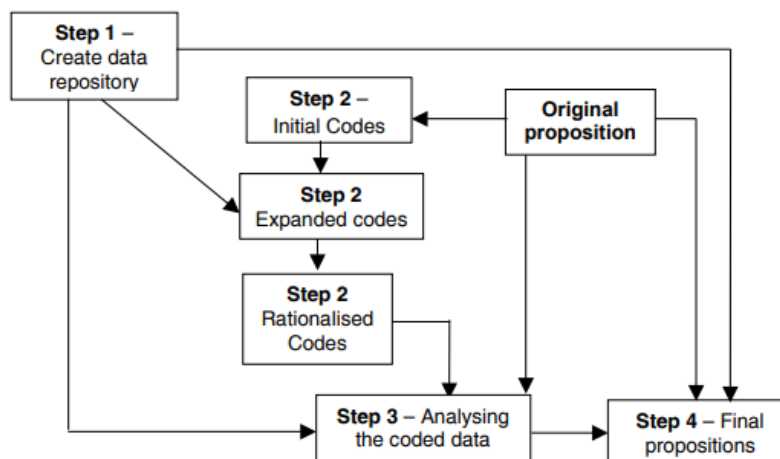 Step 1 –
Create data
repository
Step 2 –
Initial Codes
Original
proposition
Step 2
Expanded codes
Step 2
Rationalised
Codes
Step 3 – Analysing
the coded data
Step 4 – Final
propositions